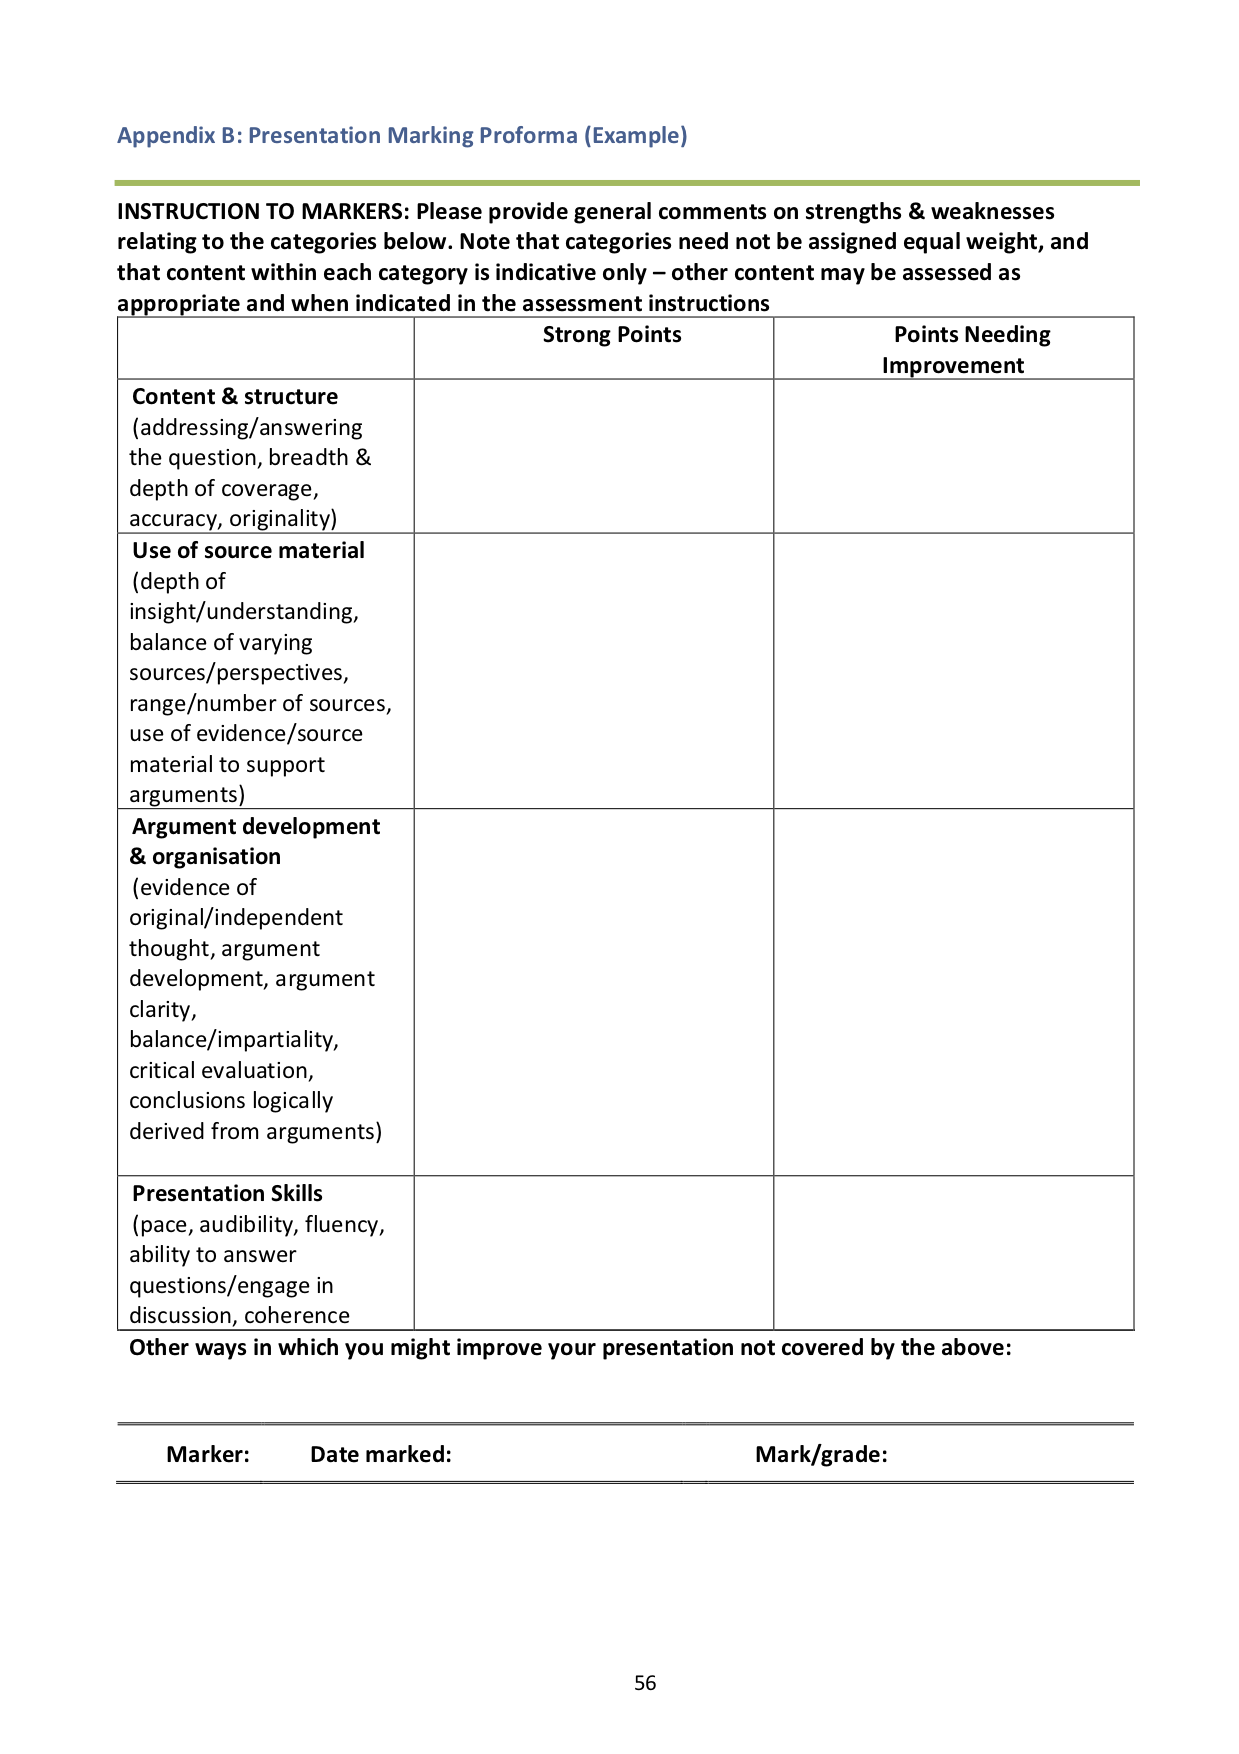 Appendix B: Presentation Marking Proforma (Example)
INSTRUCTION TO MARKERS: Please provide general comments on strengths & weaknesses
relating to the categories below. Note that categories need not be assigned equal weight, and
that content within each category is indicative only – other content may be assessed as
appropriate and when indicated in the assessment instructions
Strong Points
Points Needing
Improvement
Content & structure
(addressing/answering
the question, breadth &
depth of coverage,
accuracy, originality)
Use of source material
(depth of
insight/understanding,
balance of varying
sources/perspectives,
range/number of sources,
use of evidence/source
material to support
arguments)
Argument development
& organisation
(evidence of
original/independent
thought, argument
development, argument
clarity,
balance/impartiality,
critical evaluation,
conclusions logically
derived from arguments)
Presentation Skills
(pace, audibility, fluency,
ability to answer
questions/engage in
discussion, coherence
Other ways in which you might improve your presentation not covered by the above:
Marker: Date marked: Mark/grade:
56